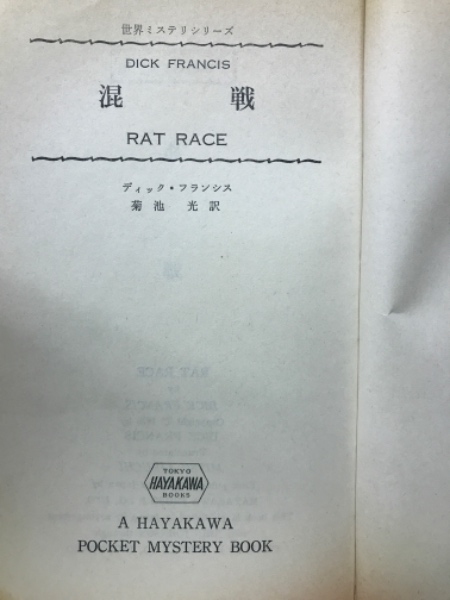 世界ミステリシリーズ
DICK FRANCIS
混 戦
RAT RACE
ディック・フランシス
菊池 光訳
TOKYO
HAYAKAWA
BOOKS
A HAYAKAWA
POCKET MYSTERY BOOK